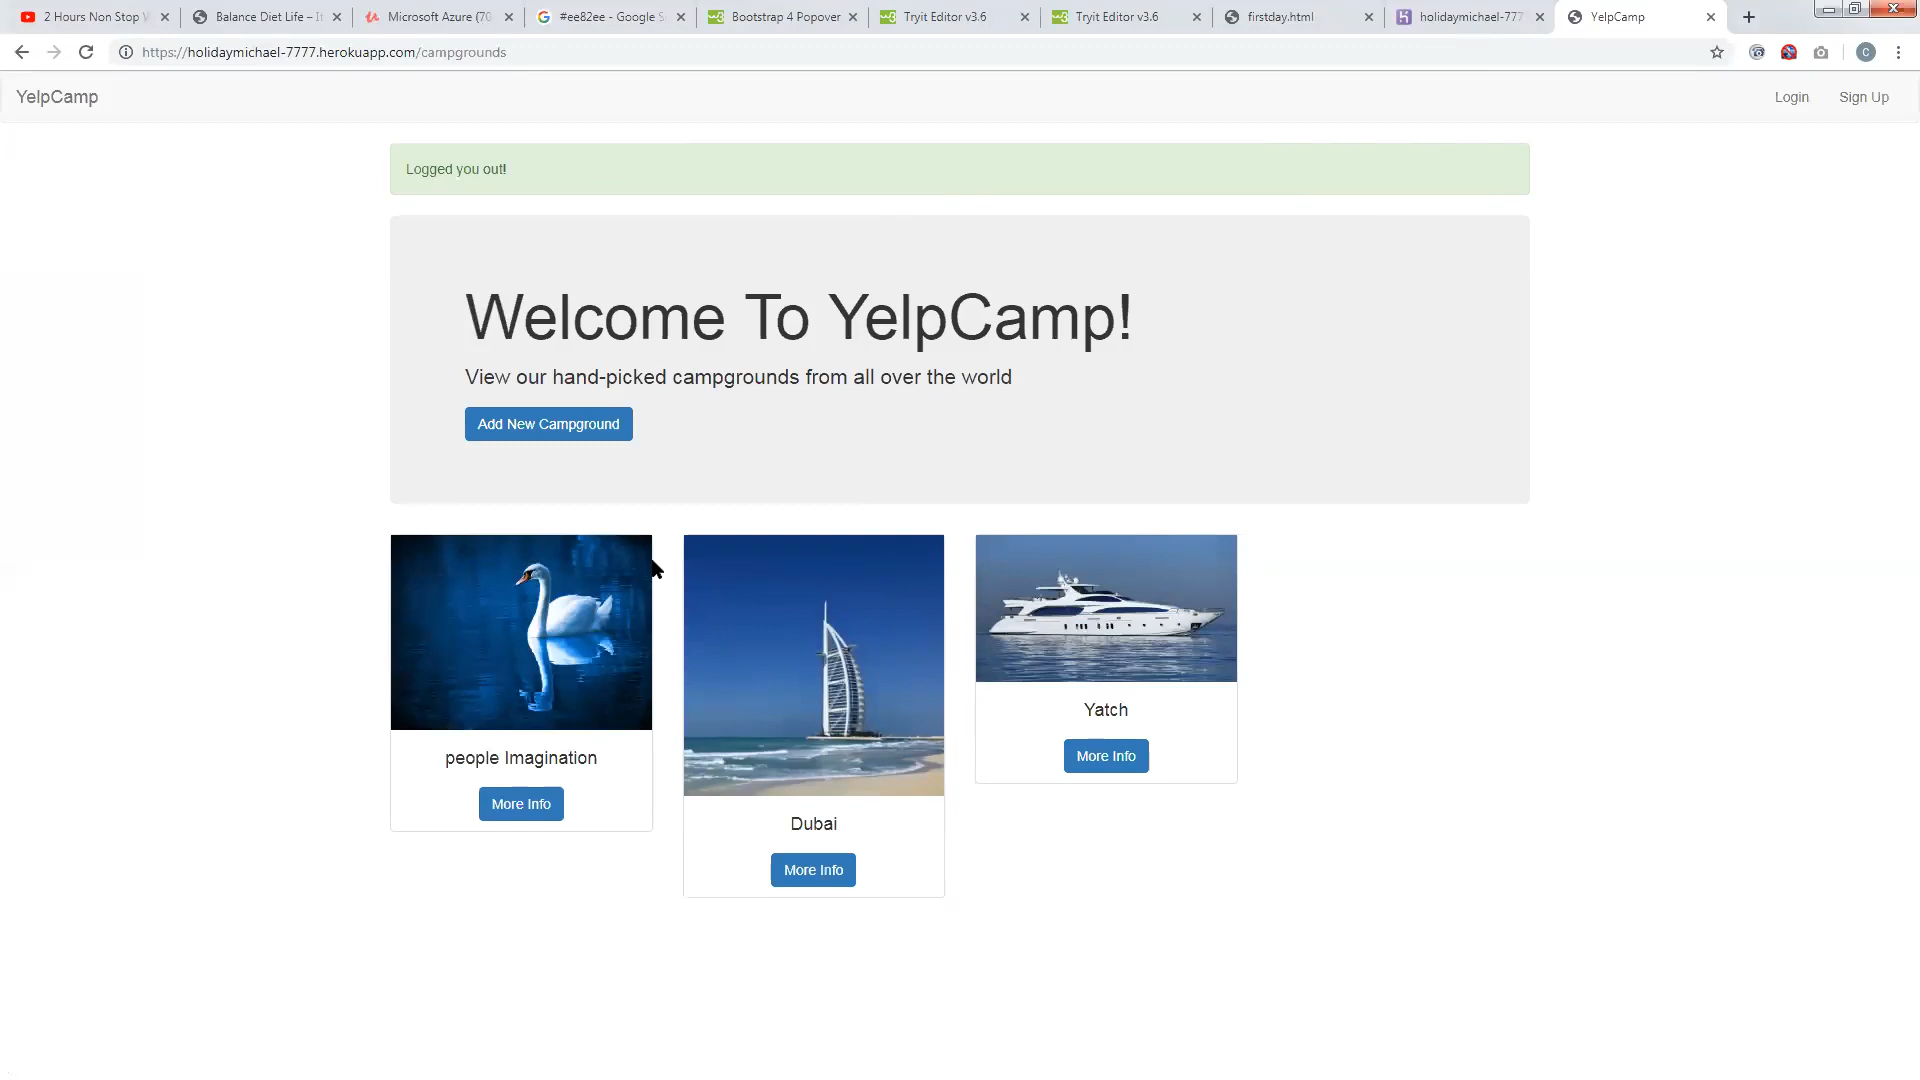 2 Hours Non Stop
Balance Diet Life –
Microsoft Azure (70
#ee82ee - Google
Bootstrap 4 Popover
Tryit Editor v3.6
Tryit Editor v3.6
firstday.html
holidaymichael-777
YelpCamp
https://holidaymichael-7777.herokuapp.com/campgrounds
C
YelpCamp
Login
Sign Up
Logged you out!
Welcome To YelpCamp!
View our hand-picked campgrounds from all over the world
Add New Campground
people Imagination
More Info
Dubai
More Info
Yatch
More Info